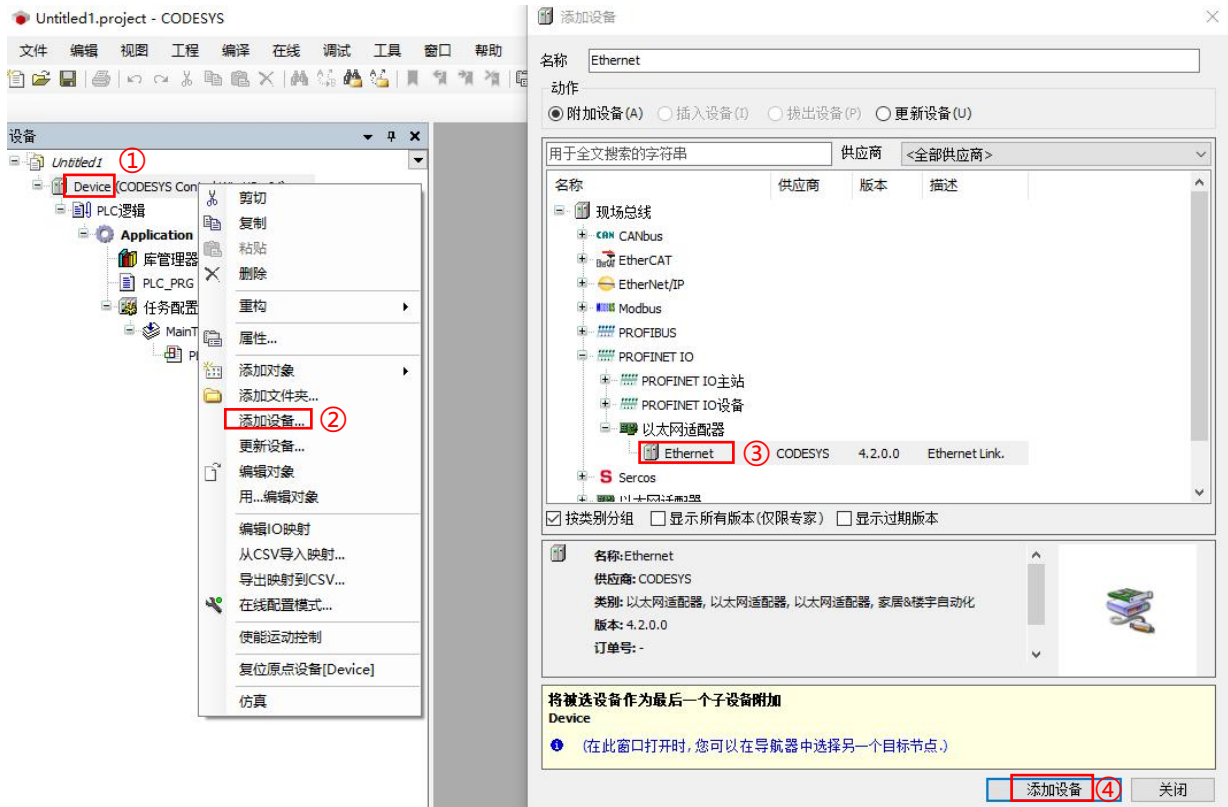 Untitled1.project - CODESYS
文件 编辑 视图 工程 编译 在线 调试 工具 窗口 帮助
设备
Untitled1 ①
Device (CODESYS Con
PLC逻辑
Application
库管理器
PLC_PRG
任务配置
MainT
剪切
复制
粘贴
删除
重构
属性...
添加对象
添加文件夹...
添加设备... ②
更新设备...
编辑对象
用...编辑对象
编辑IO映射
从CSV导入映射...
导出映射到CSV...
在线配置模式...
使能运动控制
复位原点设备[Device]
仿真
添加设备
名称 Ethernet
动作
附加设备(A) 插入设备(I) 拔出设备(P) 更新设备(U)
用于全文搜索的字符串 供应商 <全部供应商>
名称 供应商 版本 描述
现场总线
CAN CANbus
EtherCAT
EtherNet/IP
Modbus
PROFIBUS
PROFINET IO
PROFINET IO主站
PROFINET IO设备
以太网适配器
Ethernet ③ CODESYS 4.2.0.0 Ethernet Link.
S Sercos
以太网适配器
按类别分组 显示所有版本(仅限专家) 显示过期版本
名称:Ethernet
供应商: CODESYS
类别: 以太网适配器, 以太网适配器, 以太网适配器, 家居&楼宇自动化
版本: 4.2.0.0
订单号: -
将被选设备作为最后一个子设备附加
Device
(在此窗口打开时, 您可以在导航器中选择另一个目标节点.)
添加设备 ④ 关闭